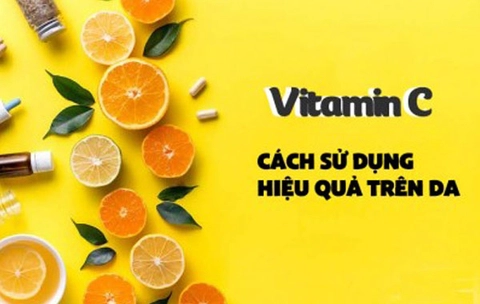 Vitamin C
CÁCH SỬ DỤNG
HIỆU QUẢ TRÊN DA